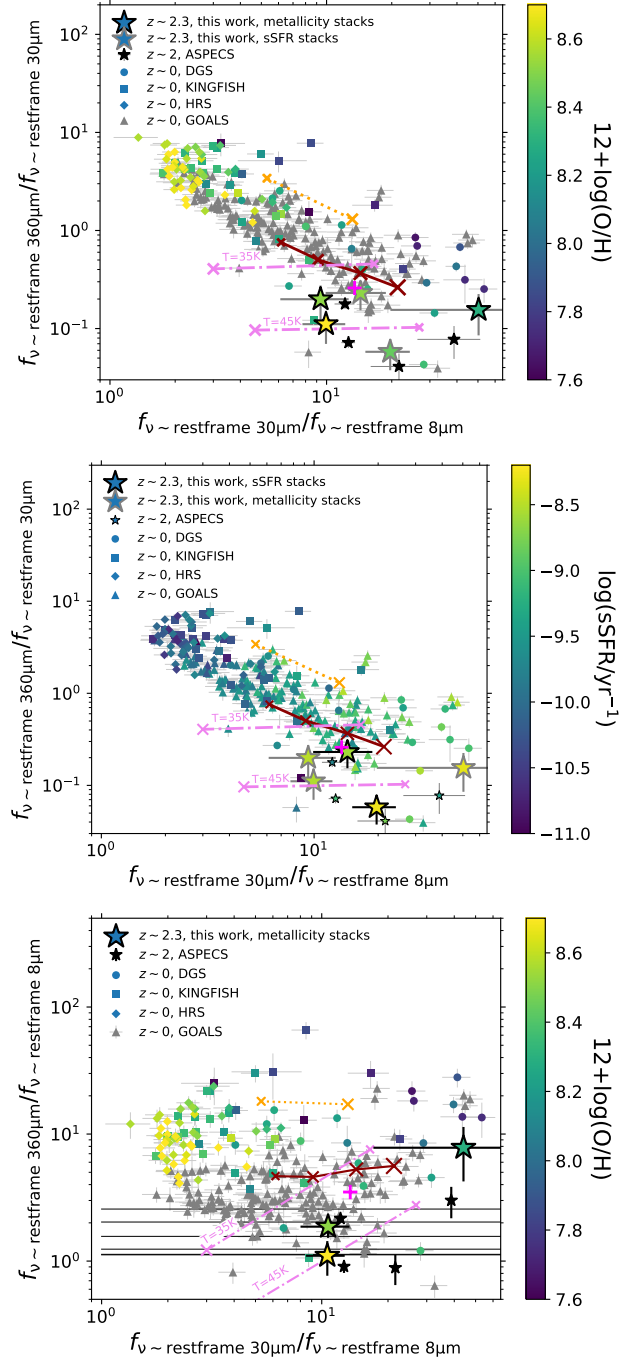 10²
10¹
10⁰
10⁻¹
f_ν∼restframe 360μm/f_ν∼restframe 30μm
z∼2.3, this work, metallicity stacks
z∼2.3, this work, sSFR stacks
z∼2, ASPECS
z∼0, DGS
z∼0, KINGFISH
z∼0, HRS
z∼0, GOALS
T=35K
T=45K
10⁰
10¹
f_ν∼restframe 30μm/f_ν∼restframe 8μm
8.6
8.4
8.2
8.0
7.8
7.6
12+log(O/H)
10²
10¹
10⁰
10⁻¹
f_ν∼restframe 360μm/f_ν∼restframe 30μm
z∼2.3, this work, sSFR stacks
z∼2.3, this work, metallicity stacks
z∼2, ASPECS
z∼0, DGS
z∼0, KINGFISH
z∼0, HRS
z∼0, GOALS
T=35K
T=45K
10⁰
10¹
f_ν∼restframe 30μm/f_ν∼restframe 8μm
−8.5
−9.0
−9.5
−10.0
−10.5
−11.0
log(sSFR/yr⁻¹)
10²
10¹
10⁰
f_ν∼restframe 360μm/f_ν∼restframe 8μm
z∼2.3, this work, metallicity stacks
z∼2, ASPECS
z∼0, DGS
z∼0, KINGFISH
z∼0, HRS
z∼0, GOALS
T=35K
T=45K
10⁰
10¹
f_ν∼restframe 30μm/f_ν∼restframe 8μm
8.6
8.4
8.2
8.0
7.8
7.6
12+log(O/H)